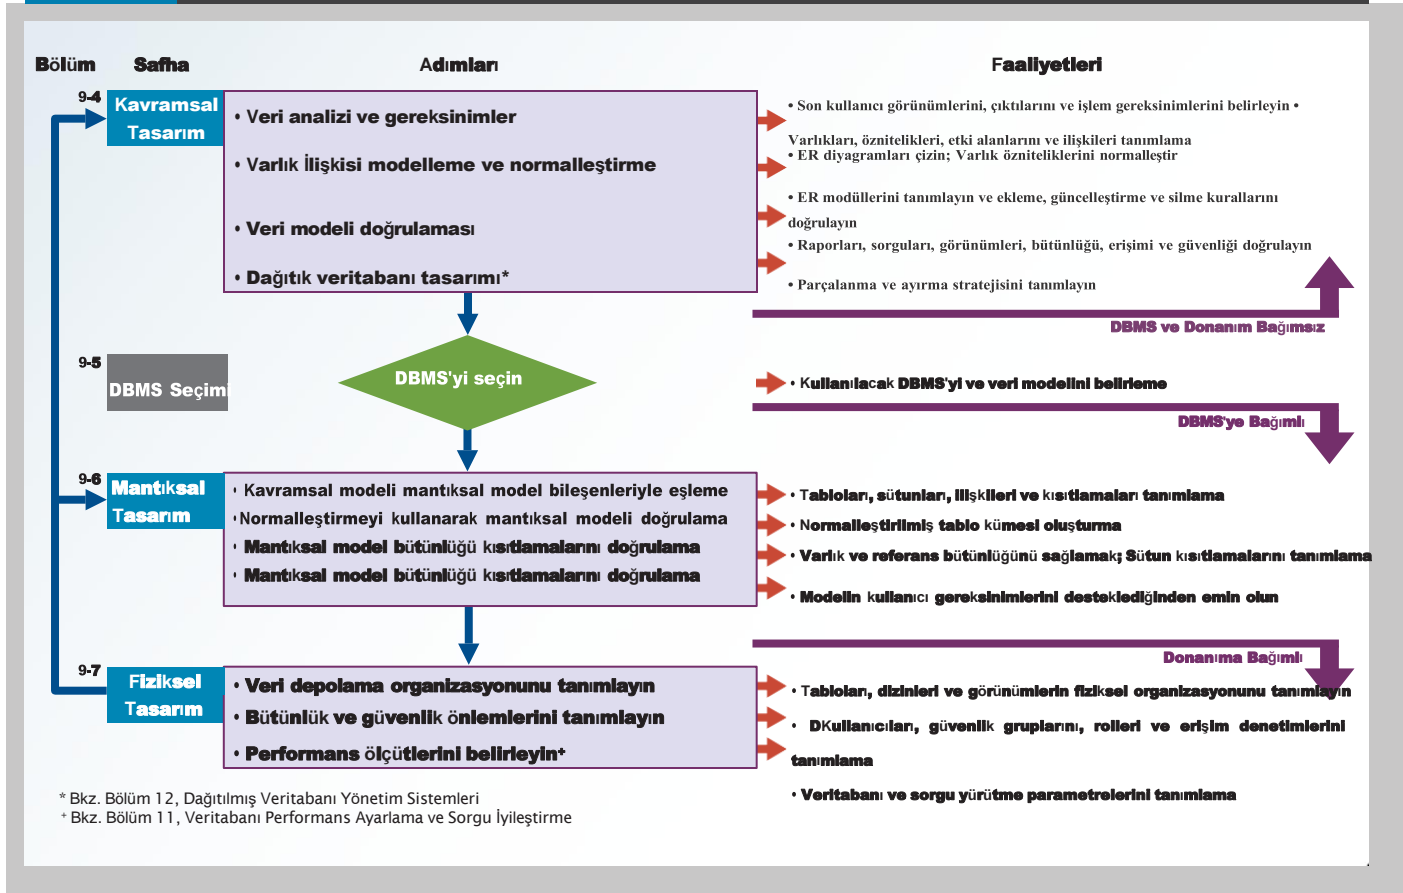 Bölüm Safha Adımları Faaliyetleri
9-4 Kavramsal
Tasarım
• Veri analizi ve gereksinimler
• Varlık İlişkisi modelleme ve normalleştirme
• Veri modeli doğrulaması
• Dağıtık veritabanı tasarımı*
• Son kullanıcı görünümlerini, çıktılarını ve işlem gereksinimlerini belirleyin •
Varlıkları, öznitelikleri, etki alanlarını ve ilişkileri tanımlama
• ER diyagramları çizin; Varlık özniteliklerini normalleştir
• ER modüllerini tanımlayın ve ekleme, güncelleştirme ve silme kurallarını
doğrulayın
• Raporları, sorguları, görünümleri, bütünlüğü, erişimi ve güvenliği doğrulayın
• Parçalanma ve ayırma stratejisini tanımlayın
DBMS ve Donanım Bağımsız
9-5
DBMS Seçimi
DBMS'yi seçin
• Kullanılacak DBMS'yi ve veri modelini belirleme
DBMS'ye Bağımlı
9-6 Mantıksal
Tasarım
• Kavramsal modeli mantıksal model bileşenleriyle eşleme
•Normalleştirmeyi kullanarak mantıksal modeli doğrulama
• Mantıksal model bütünlüğü kısıtlamalarını doğrulama
• Mantıksal model bütünlüğü kısıtlamalarını doğrulama
• Tabloları, sütunları, ilişkileri ve kısıtlamaları tanımlama
• Normalleştirilmiş tablo kümesi oluşturma
• Varlık ve referans bütünlüğünü sağlamak; Sütun kısıtlamalarını tanımlama
• Modelin kullanıcı gereksinimlerini desteklediğinden emin olun
Donanıma Bağımlı
9-7 Fiziksel
Tasarım
• Veri depolama organizasyonunu tanımlayın
• Bütünlük ve güvenlik önlemlerini tanımlayın
• Performans ölçütlerini belirleyin+
• Tabloları, dizinleri ve görünümlerin fiziksel organizasyonunu tanımlayın
• DKullanıcıları, güvenlik gruplarını, rolleri ve erişim denetimlerini
tanımlama
• Veritabanı ve sorgu yürütme parametrelerini tanımlama
* Bkz. Bölüm 12, Dağıtılmış Veritabanı Yönetim Sistemleri
+ Bkz. Bölüm 11, Veritabanı Performans Ayarlama ve Sorgu İyileştirme